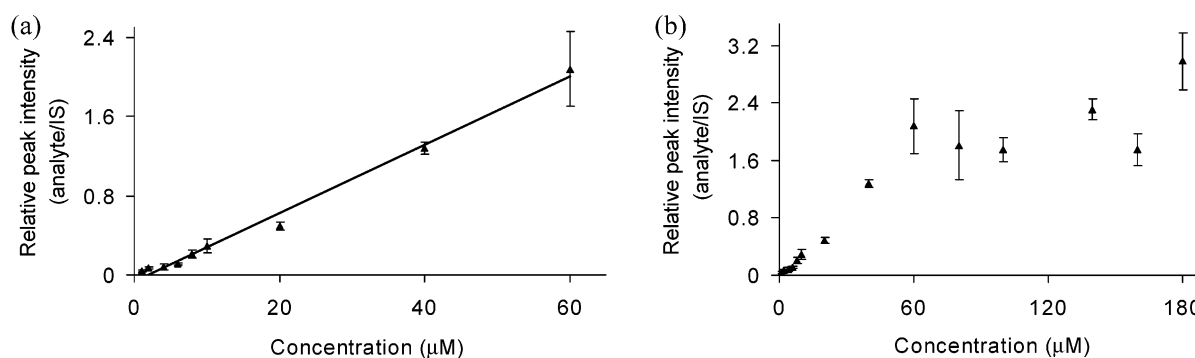 (a)
Relative peak intensity
(analyte/IS)
2.4
1.6
0.8
0
0
20
40
60
Concentration (μM)
(b)
Relative peak intensity
(analyte/IS)
3.2
2.4
1.6
0.8
0
0
60
120
180
Concentration (μM)